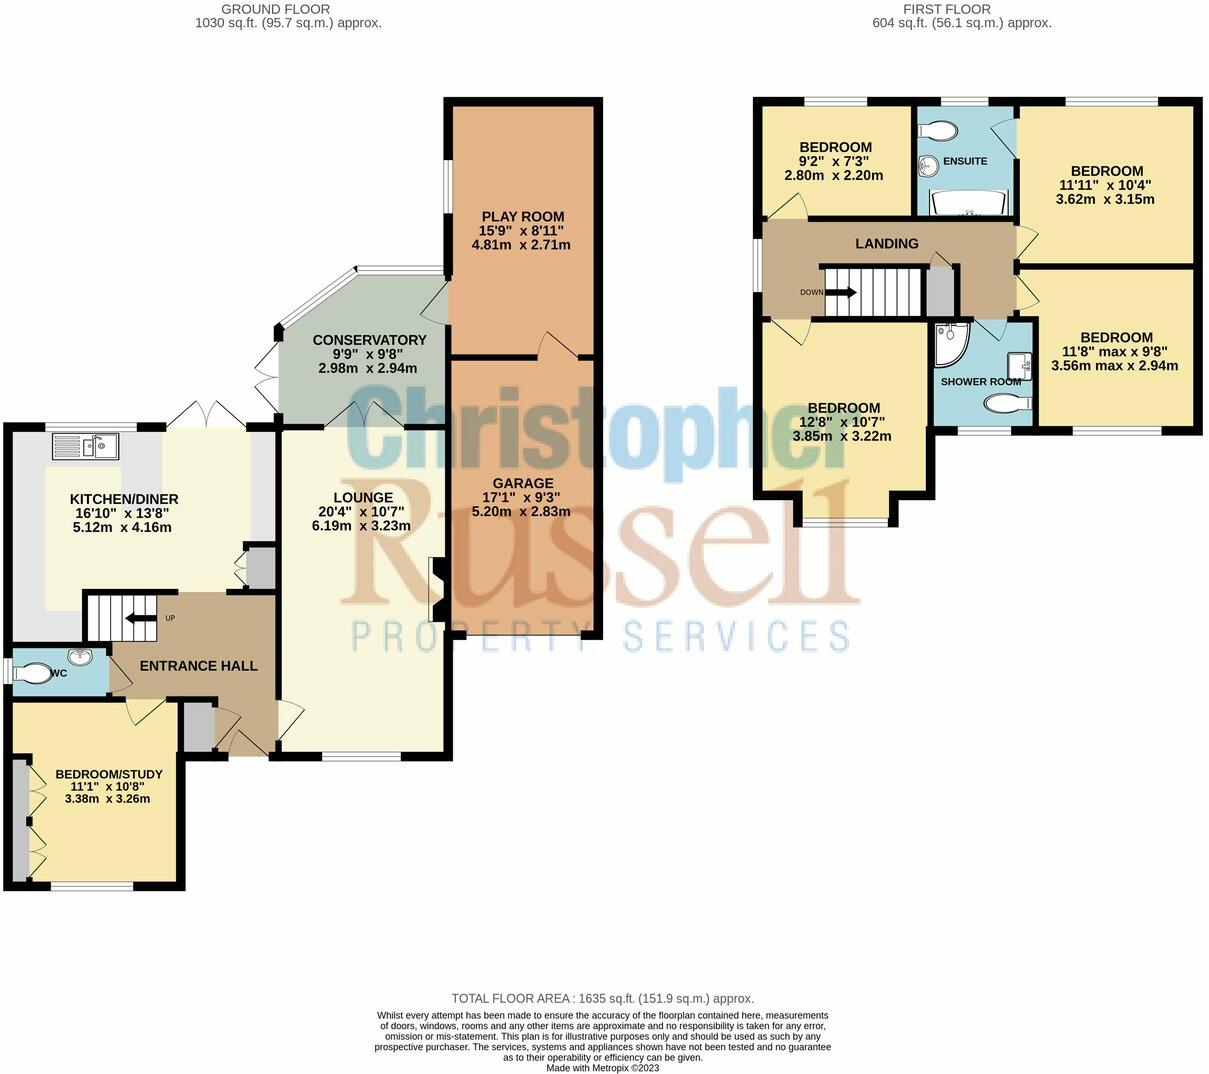 GROUND FLOOR
1030 sq.ft. (95.7 sq.m.) approx.
FIRST FLOOR
604 sq.ft. (56.1 sq.m.) approx.
PLAY ROOM
15'9" x 8'11"
4.81m x 2.71m
CONSERVATORY
9'9" x 9'8"
2.98m x 2.94m
KITCHEN/DINER
16'10" x 13'8"
5.12m x 4.16m
LOUNGE
20'4" x 10'7"
6.19m x 3.23m
GARAGE
17'1" x 9'3"
5.20m x 2.83m
UP
ENTRANCE HALL
WC
BEDROOM/STUDY
11'1" x 10'8"
3.38m x 3.26m
BEDROOM
9'2" x 7'3"
2.80m x 2.20m
ENSUITE
BEDROOM
11'11" x 10'4"
3.62m x 3.15m
LANDING
DOWN
BEDROOM
11'8" max x 9'8"
3.56m max x 2.94m
SHOWER ROOM
BEDROOM
12'8" x 10'7"
3.85m x 3.22m
Christopher
Russell
PROPERTY SERVICES
TOTAL FLOOR AREA : 1635 sq.ft. (151.9 sq.m.) approx.
Whilst every attempt has been made to ensure the accuracy of the floorplan contained here, measurements
of doors, windows, rooms and any other items are approximate and no responsibility is taken for any error,
omission or mis-statement. This plan is for illustrative purposes only and should be used as such by any
prospective purchaser. The services, systems and appliances shown have not been tested and no guarantee
as to their operability or efficiency can be given.
Made with Metropix ©2023